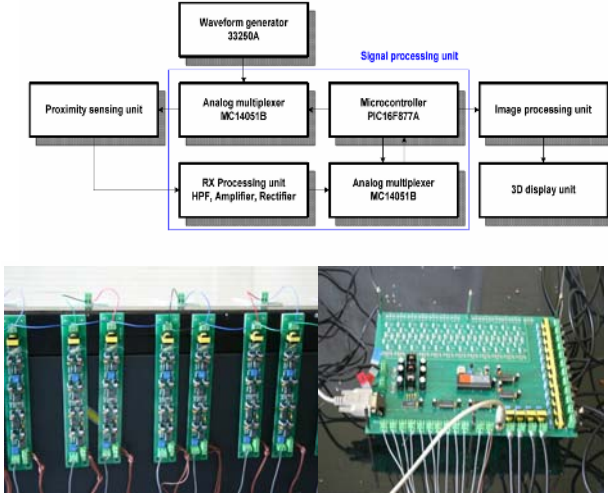 Waveform generator
33250A
Signal processing unit
Proximity sensing unit
Analog multiplexer
MC14051B
Microcontroller
PIC16F877A
Image processing unit
RX Processing unit
HPF, Amplifier, Rectifier
Analog multiplexer
MC14051B
3D display unit